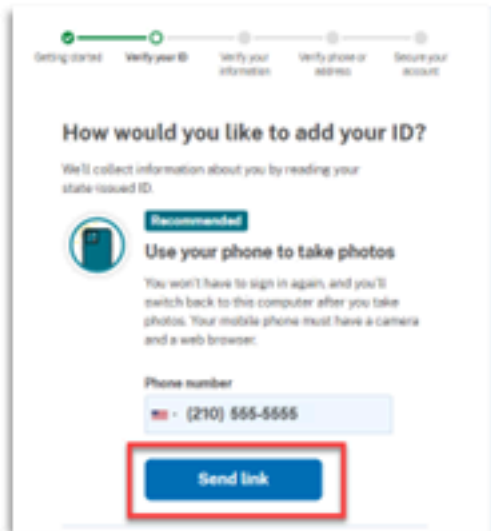 Getting started Verify your ID Verify your Verify phone or Secure your
information address account
How would you like to add your ID?
We'll collect information about you by reading your
state-issued ID.
Recommended
Use your phone to take photos
You won't have to sign in again, and you'll
switch back to this computer after you take
photos. Your mobile phone must have a camera
and a web browser.
Phone number
(210) 555-5555
Send link